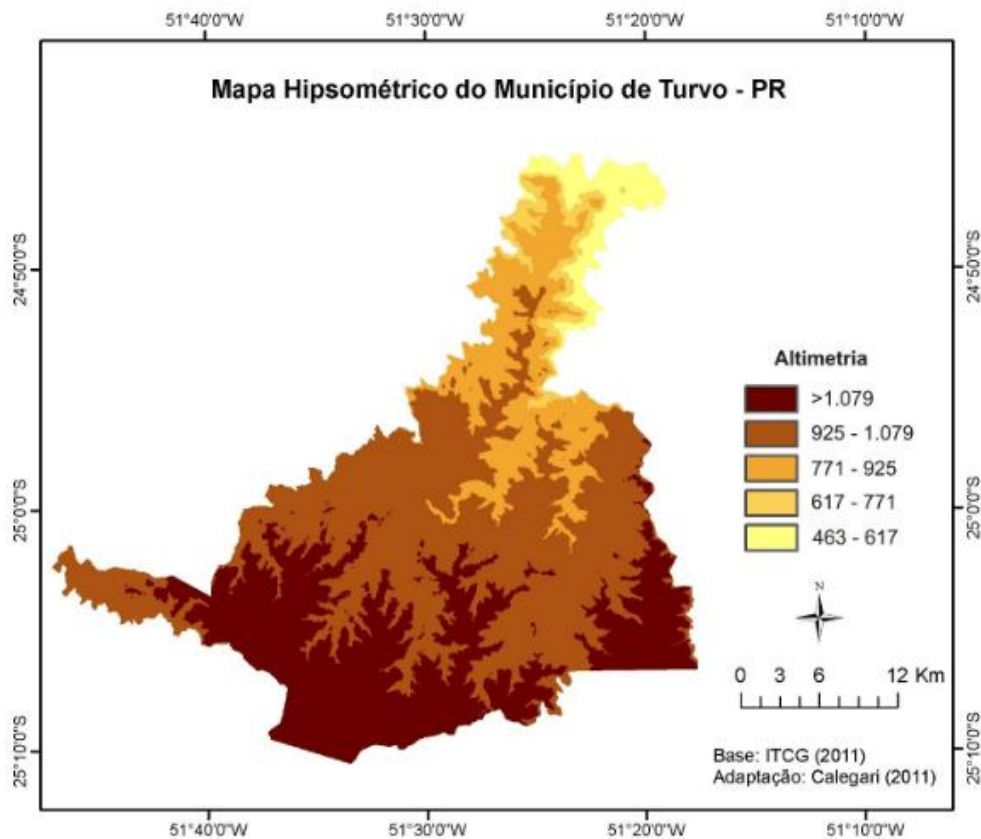 51°40'0"W 51°30'0"W 51°20'0"W 51°10'0"W
Mapa Hipsométrico do Município de Turvo - PR
24°50'0"S 24°50'0"S
Altimetria
>1.079
925 - 1.079
771 - 925
617 - 771
463 - 617
25°0'0"S 25°0'0"S
N
0 3 6 12 Km
25°10'0"S 25°10'0"S
Base: ITCG (2011)
Adaptação: Calegari (2011)
51°40'0"W 51°30'0"W 51°20'0"W 51°10'0"W